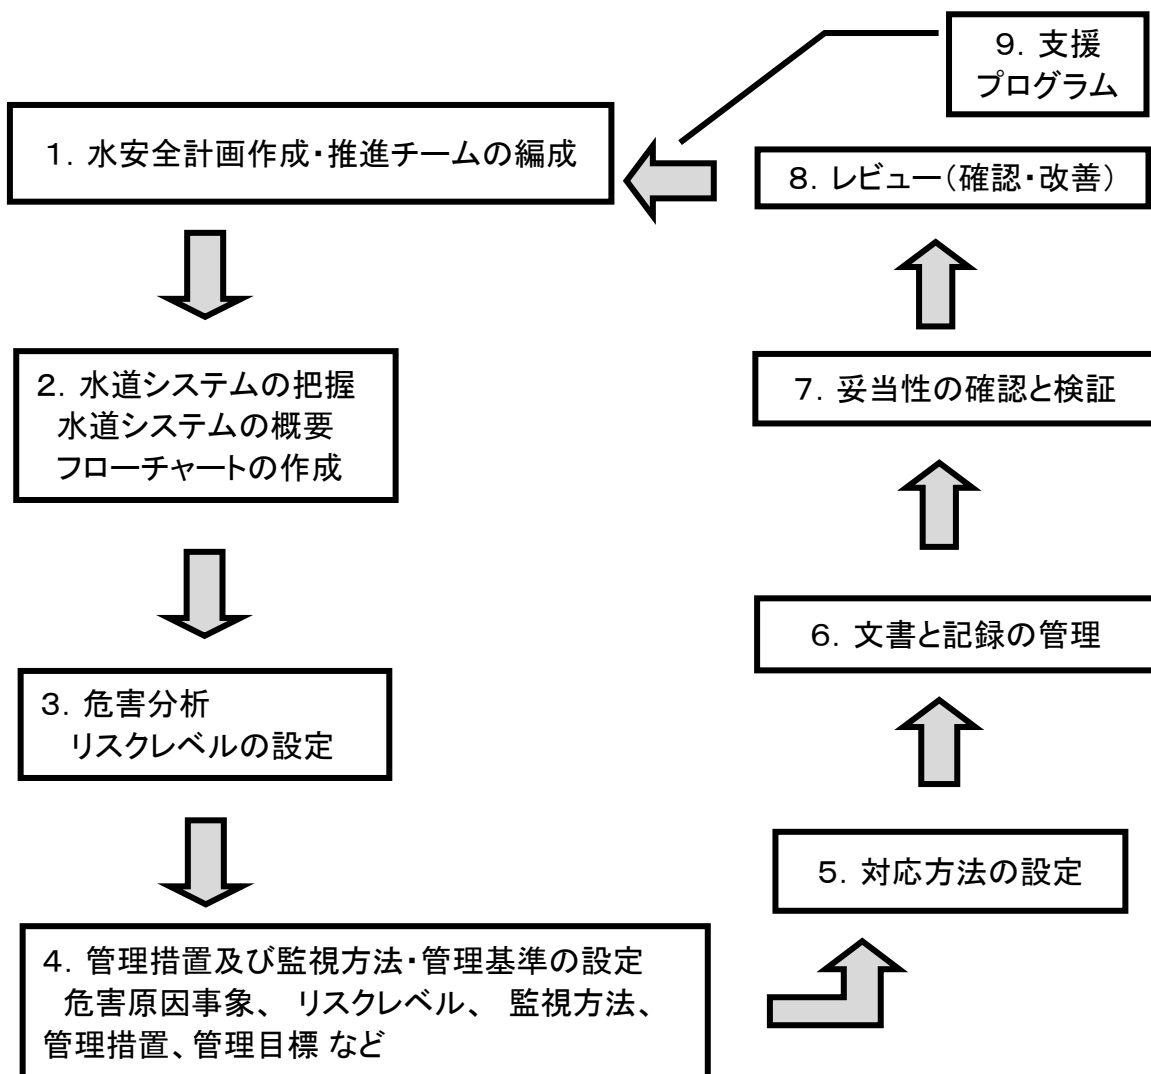 9．支援
プログラム
1．水安全計画作成・推進チームの編成
8．レビュー（確認・改善）
2．水道システムの把握
水道システムの概要
フローチャートの作成
7．妥当性の確認と検証
6．文書と記録の管理
3．危害分析
リスクレベルの設定
5．対応方法の設定
4．管理措置及び監視方法・管理基準の設定
危害原因事象、 リスクレベル、 監視方法、
管理措置、管理目標 など